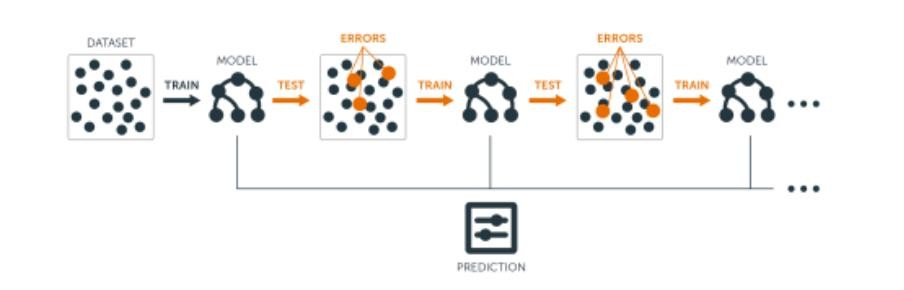 DATASET
MODEL
ERRORS
MODEL
ERRORS
MODEL
TRAIN
TEST
TRAIN
TEST
TRAIN
PREDICTION